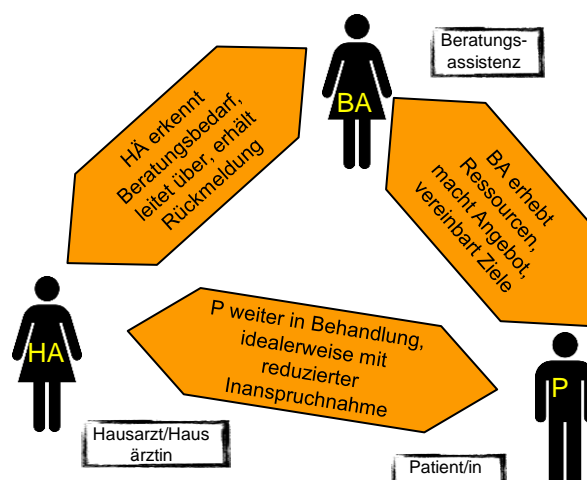 Beratungs-
assistenz
BA
HÄ erkennt
Beratungsbedarf,
leitet über, erhält
Rückmeldung
BA erhebt
Ressourcen,
macht Angebot,
vereinbart Ziele
HA
P weiter in Behandlung,
idealerweise mit
reduzierter
Inanspruchnahme
P
Hausarzt/Haus
ärztin
Patient/in